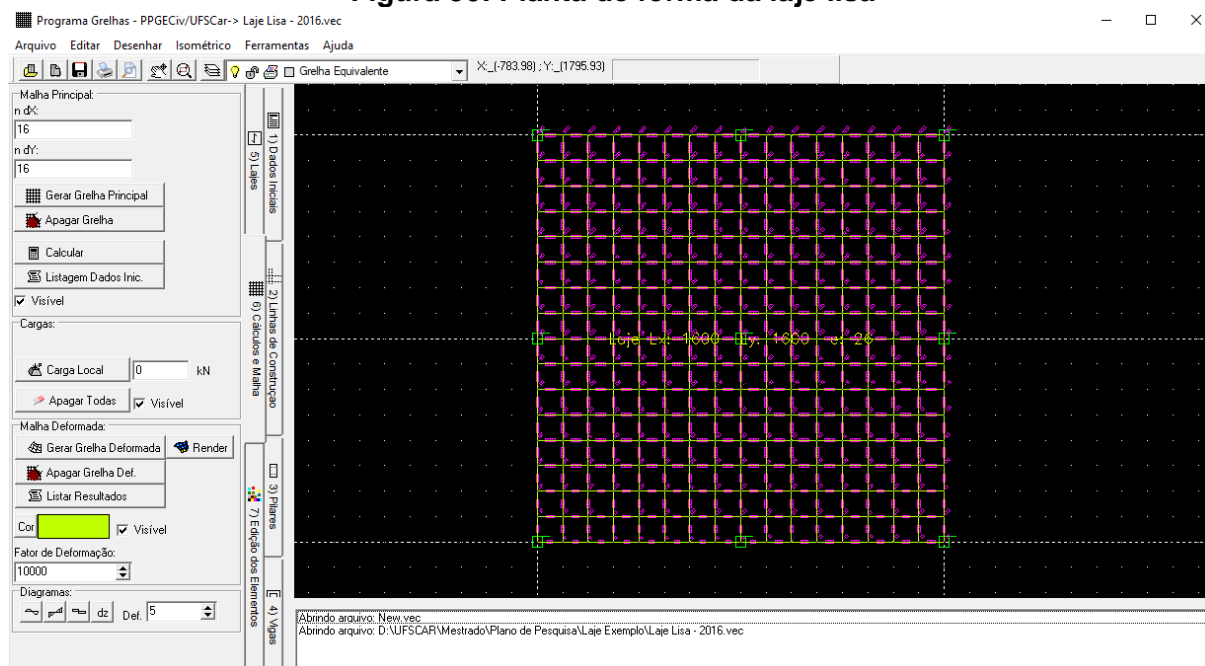 Figura 30: Planta de forma da laje lisa
Programa Grelhas - PPGECiv/UFSCar-> Laje Lisa - 2016.vec
Arquivo Editar Desenhar Isométrico Ferramentas Ajuda
Grelha Equivalente
X:_(-783.98) ; Y:_(1795.93)
Malha Principal:
n dX:
16
n dY:
16
Gerar Grelha Principal
Apagar Grelha
Calcular
Listagem Dados Inic.
Visível
Cargas:
Carga Local
0
kN
Apagar Todas
Visível
Malha Deformada:
Gerar Grelha Deformada
Render
Apagar Grelha Def.
Listar Resultados
Cor
Visível
Fator de Deformação:
10000
Diagramas:
dz
Def.
5
5) Lajes
6) Cálculos e Malha
7) Edição dos Elementos
1) Dados Iniciais
2) Linhas de Construçao
3) Pilares
4) Vigas
Laje Lx: 1600 Ly: 1600 e: 26
Abrindo arquivo: New.vec
Abrindo arquivo: D:\UFSCAR\Mestrado\Plano de Pesquisa\Laje Exemplo\Laje Lisa - 2016.vec